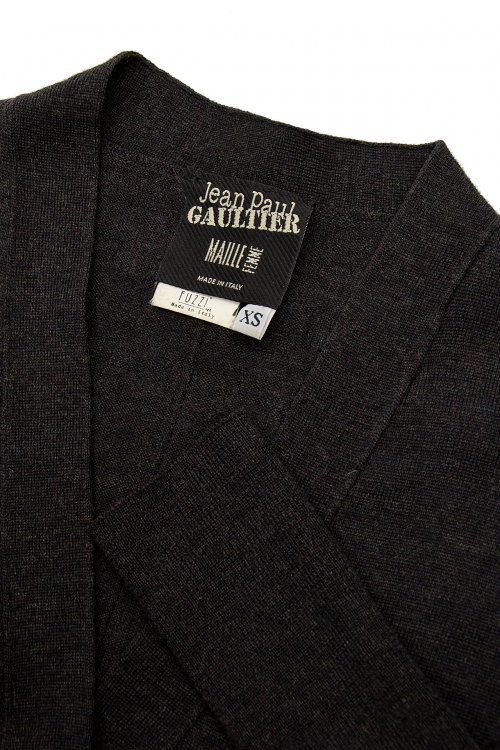 Jean Paul
GAULTIER
MAILLE FEMME
MADE IN ITALY
FUZZI
Made in Italy
XS